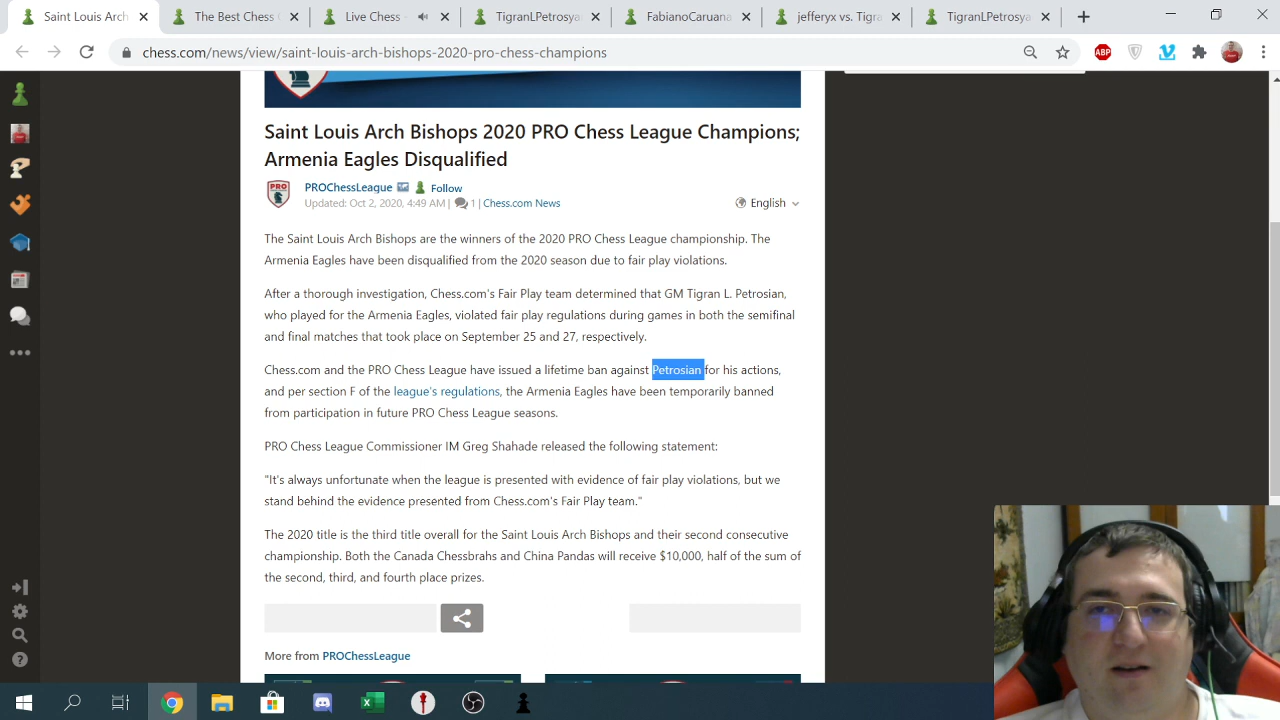 Saint Louis Arch
The Best Chess
Live Chess -
TigranLPetrosya
FabianoCaruana
jefferyx vs. Tigra
TigranLPetrosya
chess.com/news/view/saint-louis-arch-bishops-2020-pro-chess-champions
ABP
Saint Louis Arch Bishops 2020 PRO Chess League Champions;
Armenia Eagles Disqualified
PRO
PROChessLeague
Follow
Updated: Oct 2, 2020, 4:49 AM | 1 | Chess.com News
English
The Saint Louis Arch Bishops are the winners of the 2020 PRO Chess League championship. The
Armenia Eagles have been disqualified from the 2020 season due to fair play violations.
After a thorough investigation, Chess.com's Fair Play team determined that GM Tigran L. Petrosian,
who played for the Armenia Eagles, violated fair play regulations during games in both the semifinal
and final matches that took place on September 25 and 27, respectively.
Chess.com and the PRO Chess League have issued a lifetime ban against Petrosian for his actions,
and per section F of the league's regulations, the Armenia Eagles have been temporarily banned
from participation in future PRO Chess League seasons.
PRO Chess League Commissioner IM Greg Shahade released the following statement:
"It's always unfortunate when the league is presented with evidence of fair play violations, but we
stand behind the evidence presented from Chess.com's Fair Play team."
The 2020 title is the third title overall for the Saint Louis Arch Bishops and their second consecutive
championship. Both the Canada Chessbrahs and China Pandas will receive $10,000, half of the sum of
the second, third, and fourth place prizes.
More from PROChessLeague